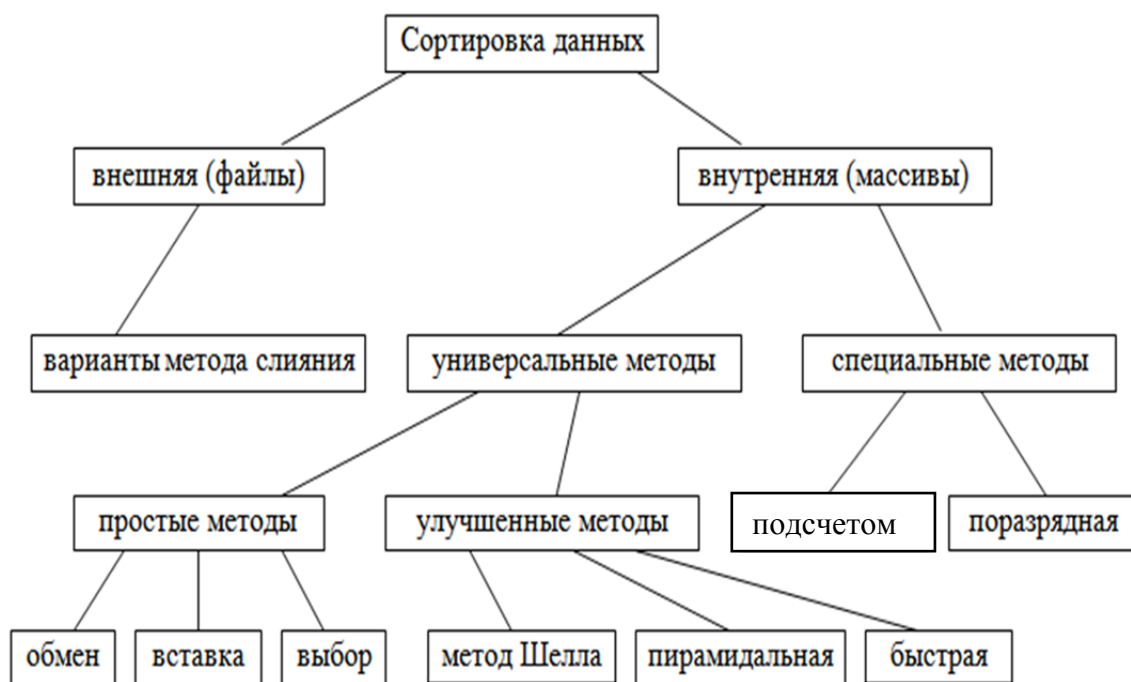 Сортировка данных
внешняя (файлы)
внутренняя (массивы)
варианты метода слияния
универсальные методы
специальные методы
простые методы
улучшенные методы
подсчетом
поразрядная
обмен
вставка
выбор
метод Шелла
пирамидальная
быстрая